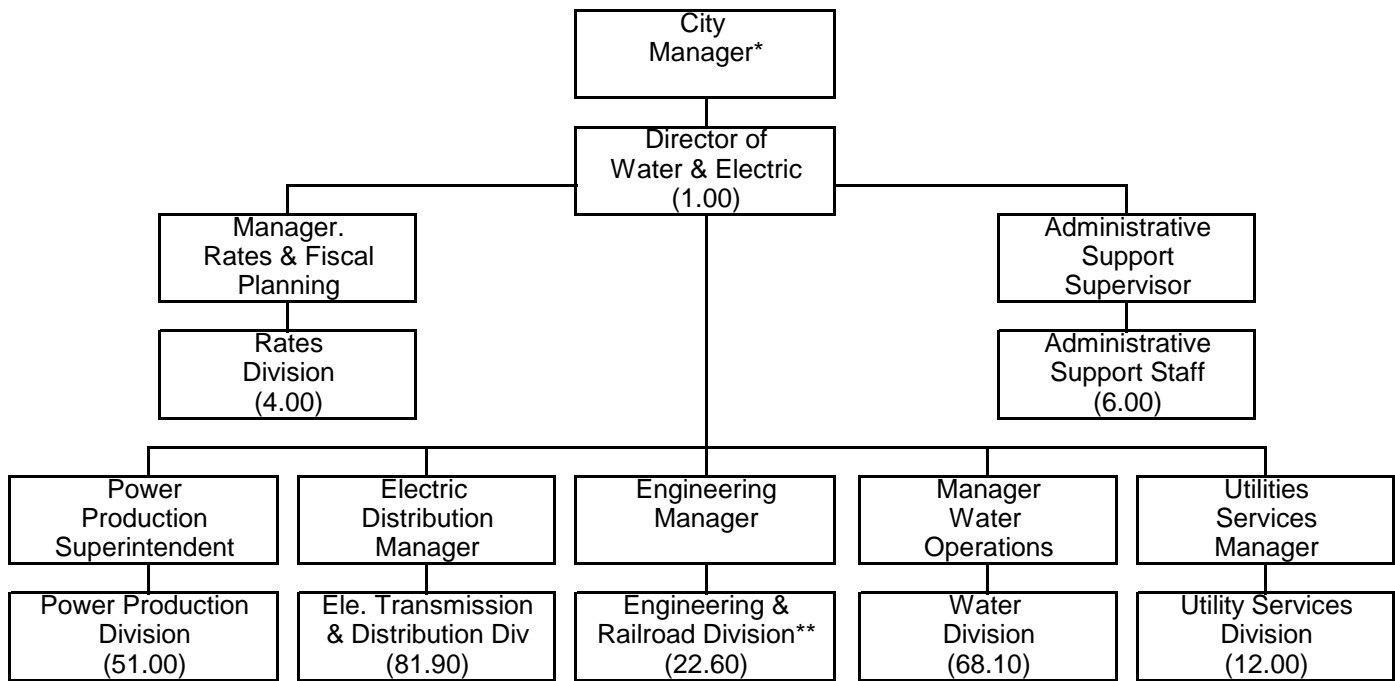 City
Manager*
Director of
Water & Electric
(1.00)
Manager.
Rates & Fiscal
Planning
Administrative
Support
Supervisor
Rates
Division
(4.00)
Administrative
Support Staff
(6.00)
Power
Production
Superintendent
Electric
Distribution
Manager
Engineering
Manager
Manager
Water
Operations
Utilities
Services
Manager
Power Production
Division
(51.00)
Ele. Transmission
& Distribution Div
(81.90)
Engineering &
Railroad Division**
(22.60)
Water
Division
(68.10)
Utility Services
Division
(12.00)